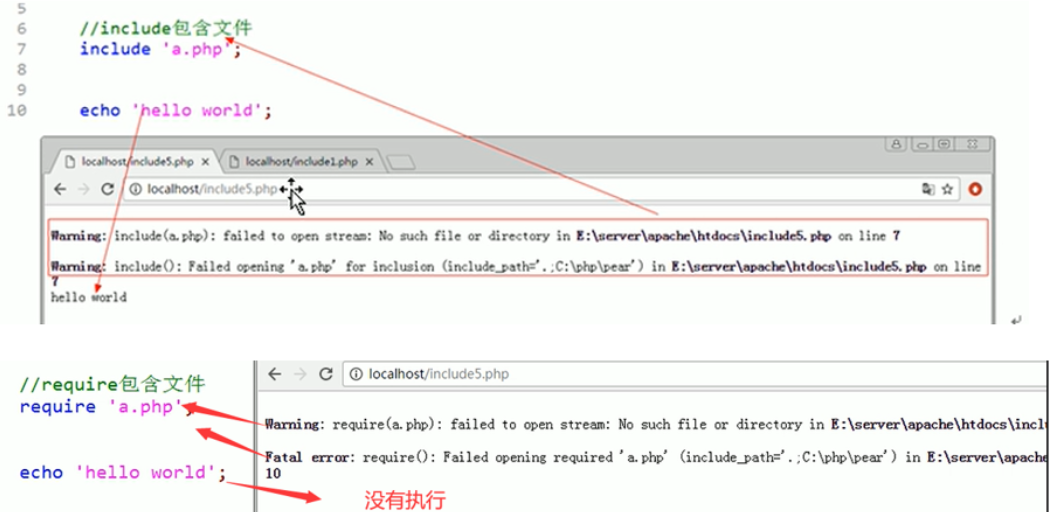 5
6 //include包含文件
7 include 'a.php';
8
9
10 echo 'hello world';
localhost/include5.php × localhost/include1.php ×
localhost/include5.php
Warning: include(a.php): failed to open stream: No such file or directory in E:\server\apache\htdocs\include5.php on line 7
Warning: include(): Failed opening 'a.php' for inclusion (include_path='.;C:\php\pear') in E:\server\apache\htdocs\include5.php on line
7
hello world
//require包含文件
require 'a.php';
echo 'hello world';
localhost/include5.php
Warning: require(a.php): failed to open stream: No such file or directory in E:\server\apache\htdocs\incl
Fatal error: require(): Failed opening required 'a.php' (include_path='.;C:\php\pear') in E:\server\apache
10
没有执行